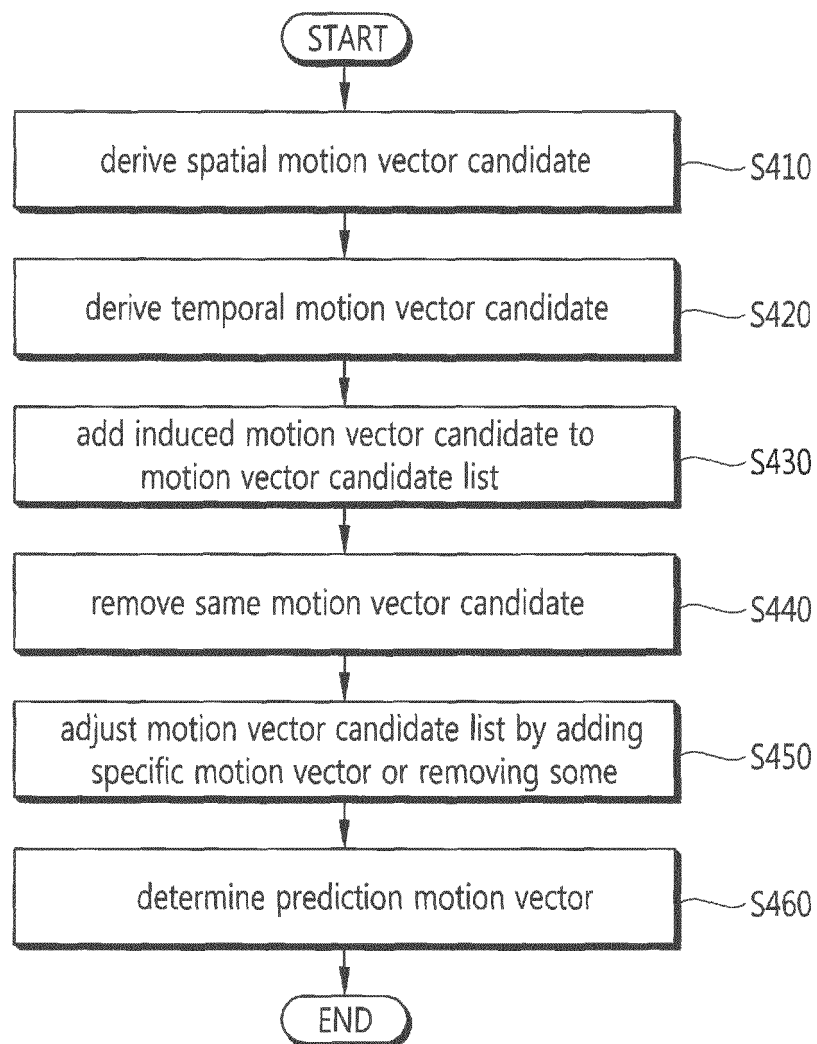 START
derive spatial motion vector candidate
S410
derive temporal motion vector candidate
S420
add induced motion vector candidate to
motion vector candidate list
S430
remove same motion vector candidate
S440
adjust motion vector candidate list by adding
specific motion vector or removing some
S450
determine prediction motion vector
S460
END